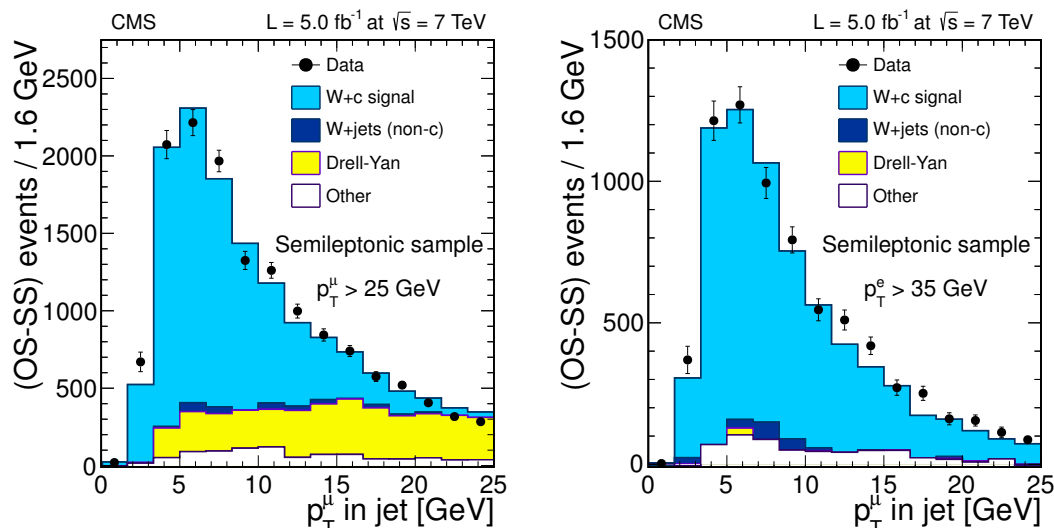 CMS L = 5.0 fb⁻¹ at √s = 7 TeV
(OS-SS) events / 1.6 GeV
2500
2000
1500
1000
500
0
Data
W+c signal
W+jets (non-c)
Drell-Yan
Other
Semileptonic sample
p_T^μ > 25 GeV
0 5 10 15 20 25
p_T^μ in jet [GeV]
CMS L = 5.0 fb⁻¹ at √s = 7 TeV
(OS-SS) events / 1.6 GeV
1500
1000
500
0
Data
W+c signal
W+jets (non-c)
Drell-Yan
Other
Semileptonic sample
p_T^e > 35 GeV
0 5 10 15 20 25
p_T^μ in jet [GeV]